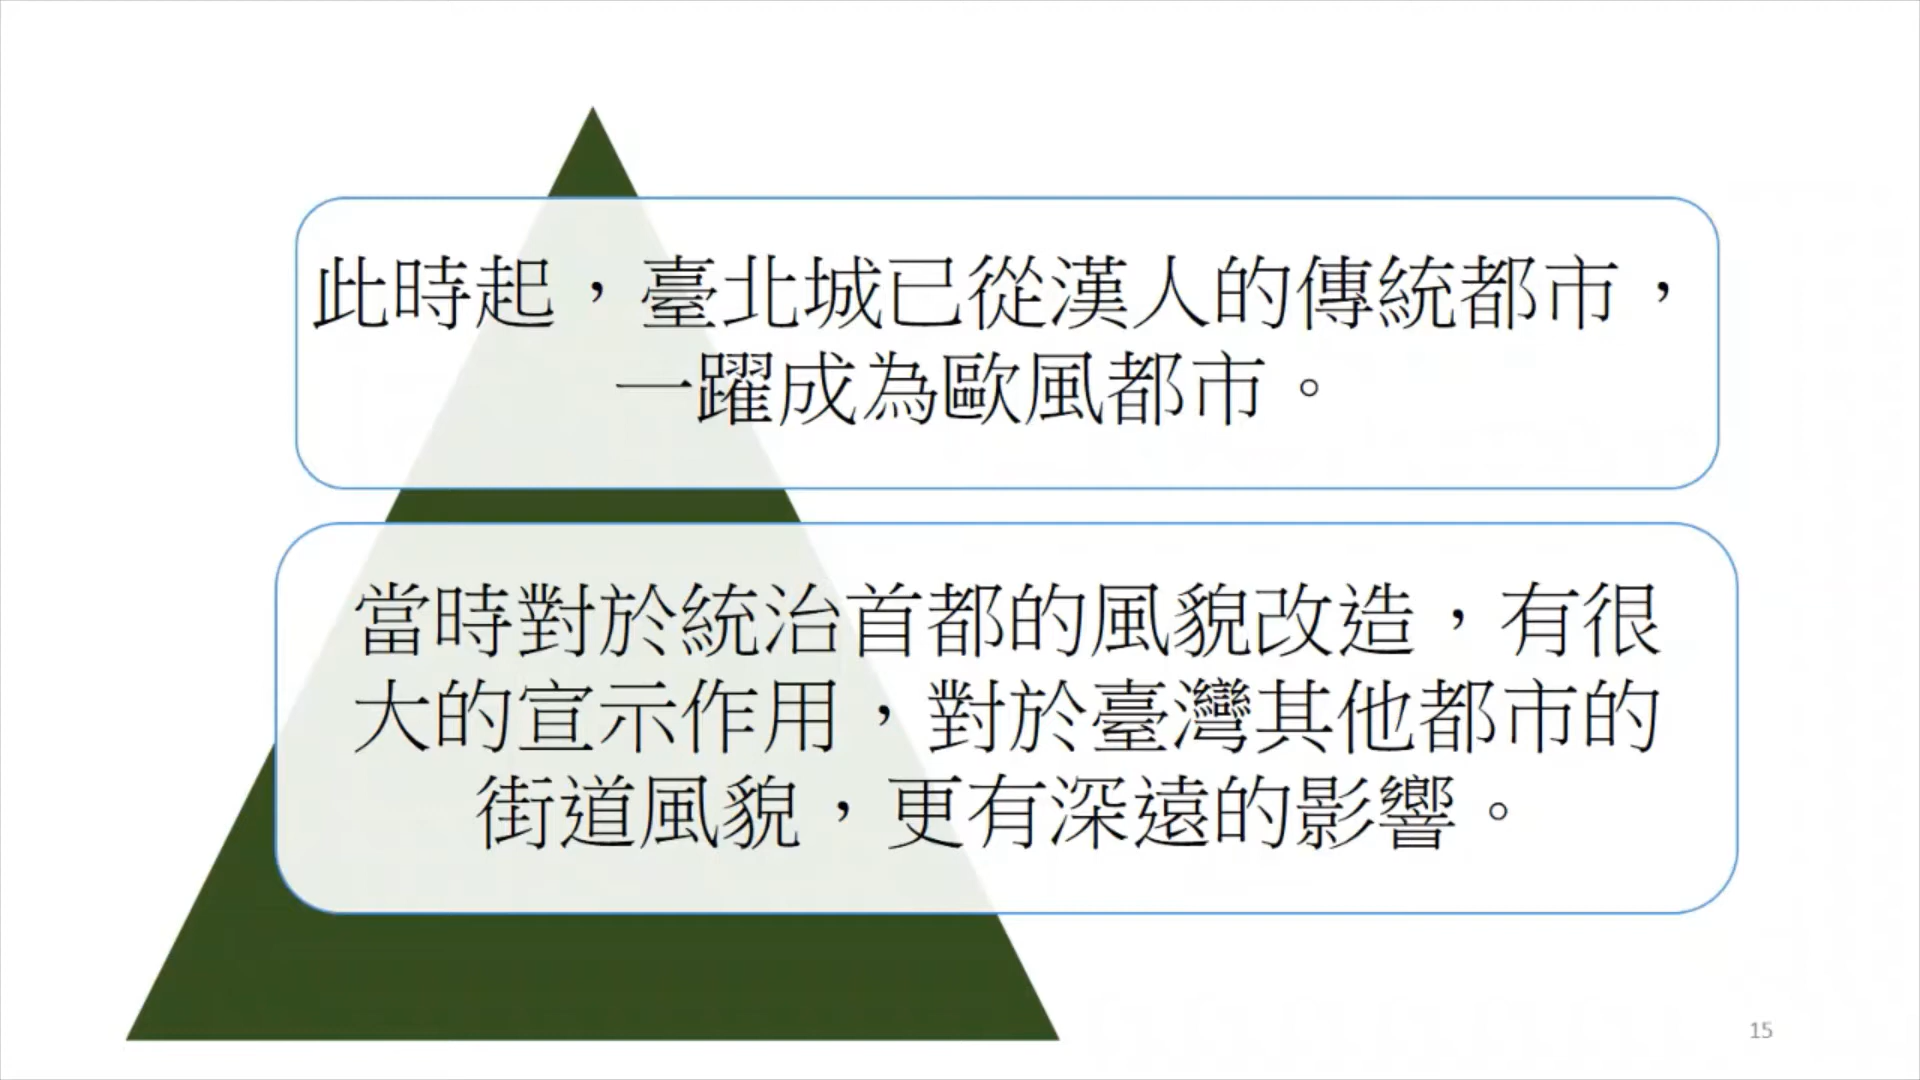 此時起，臺北城已從漢人的傳統都市，
一躍成為歐風都市。
當時對於統治首都的風貌改造，有很
大的宣示作用，對於臺灣其他都市的
街道風貌，更有深遠的影響。
15